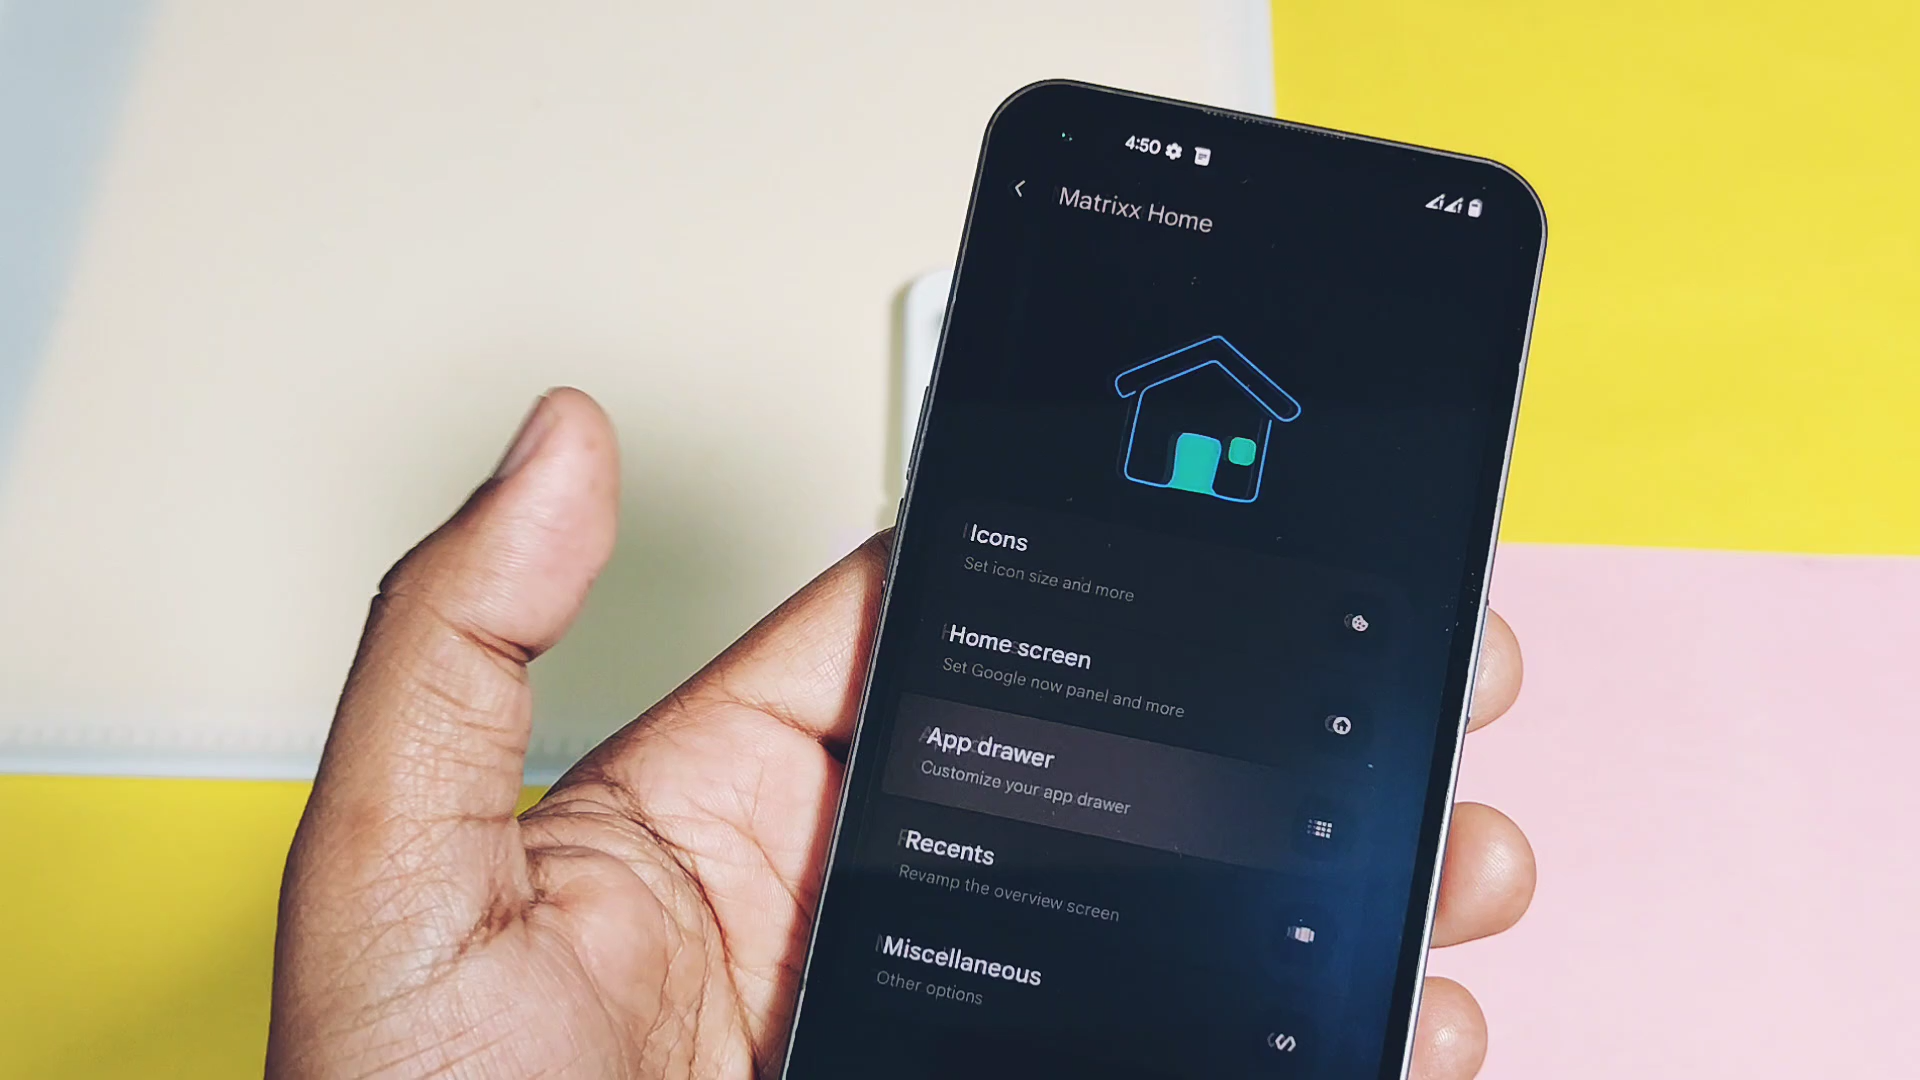 4:50
Matrixx Home
Icons
Set icon size and more
Home screen
Set Google now panel and more
App drawer
Customize your app drawer
Recents
Revamp the overview screen
Miscellaneous
Other options